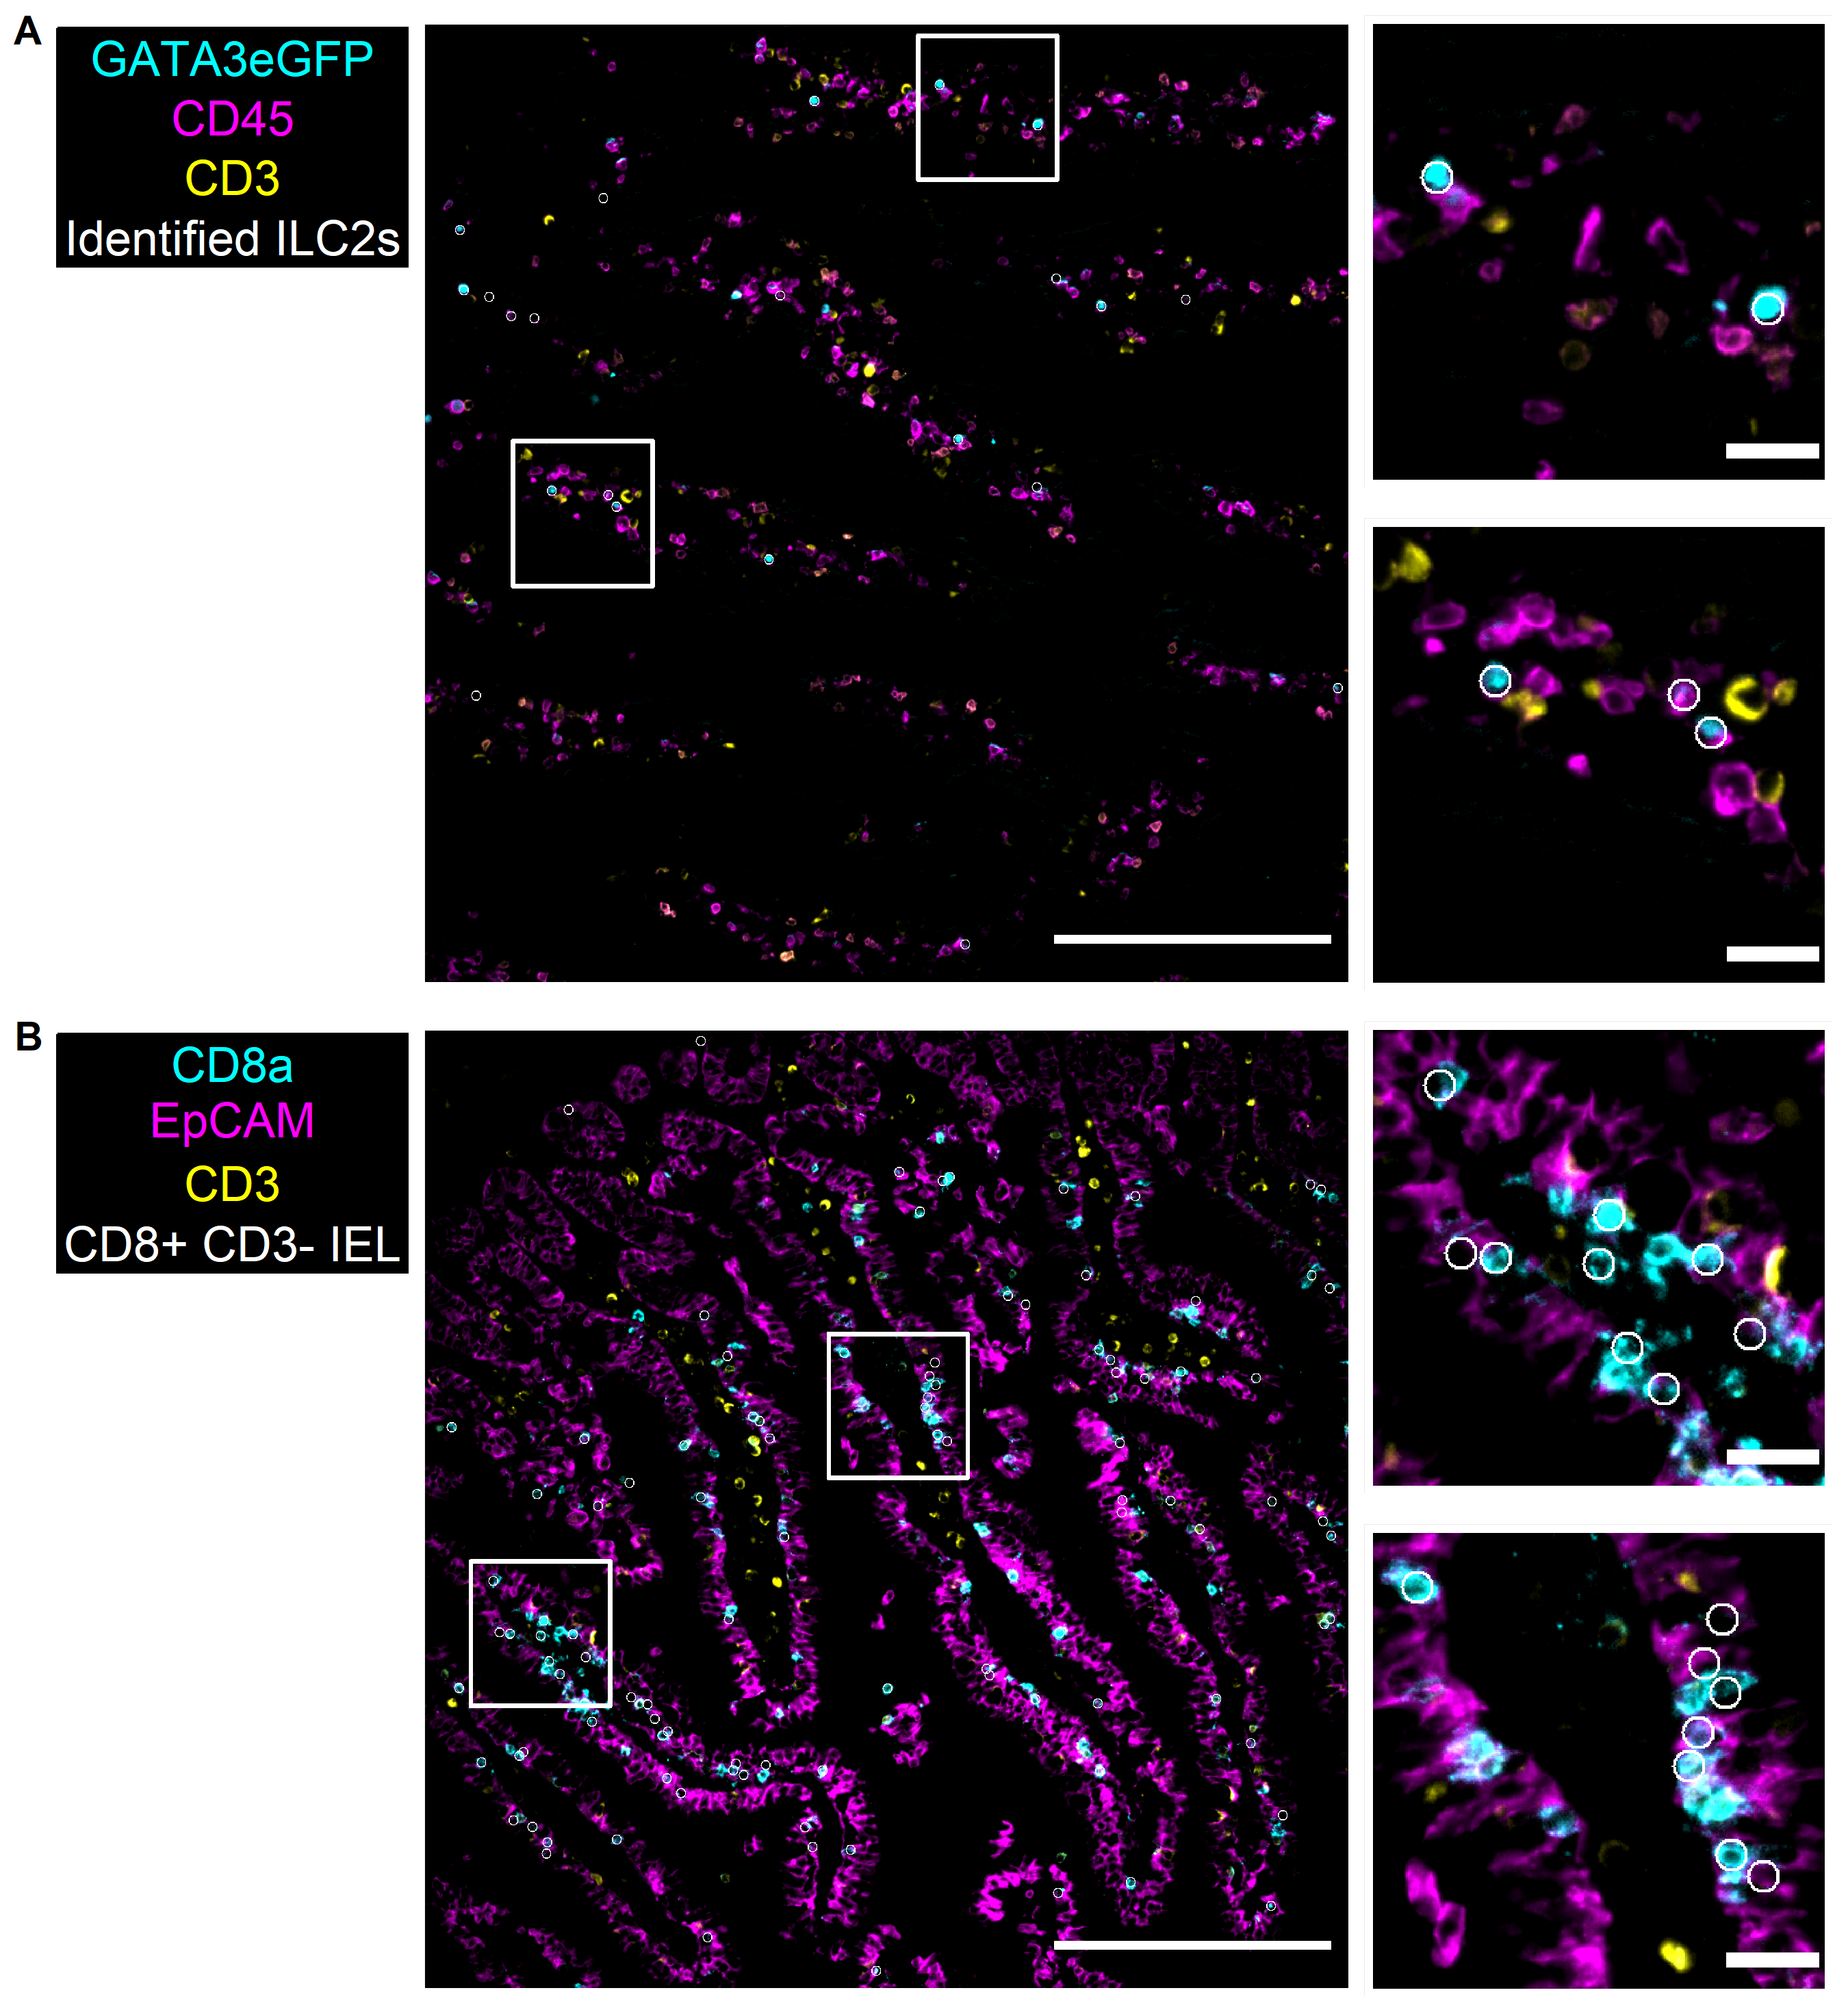 A
GATA3eGFP
CD45
CD3
Identified ILC2s
B
CD8a
EpCAM
CD3
CD8+ CD3- IEL